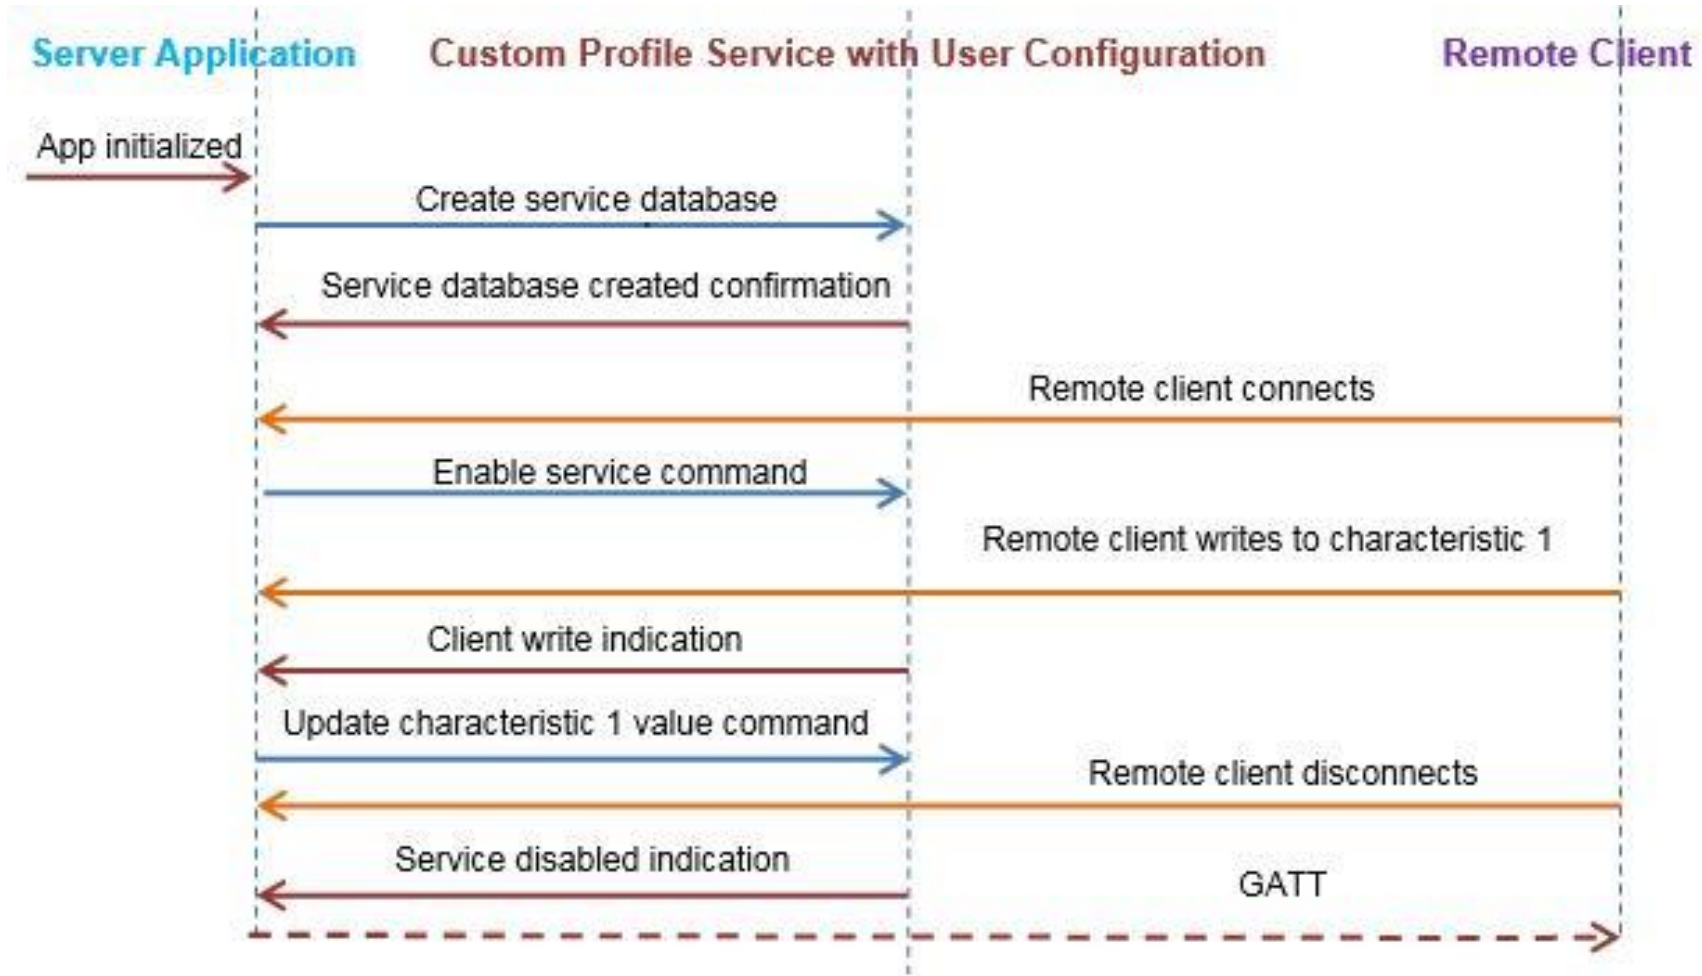 Server Application
Custom Profile Service with User Configuration
Remote Client
App initialized
Create service database
Service database created confirmation
Remote client connects
Enable service command
Remote client writes to characteristic 1
Client write indication
Update characteristic 1 value command
Remote client disconnects
Service disabled indication
GATT